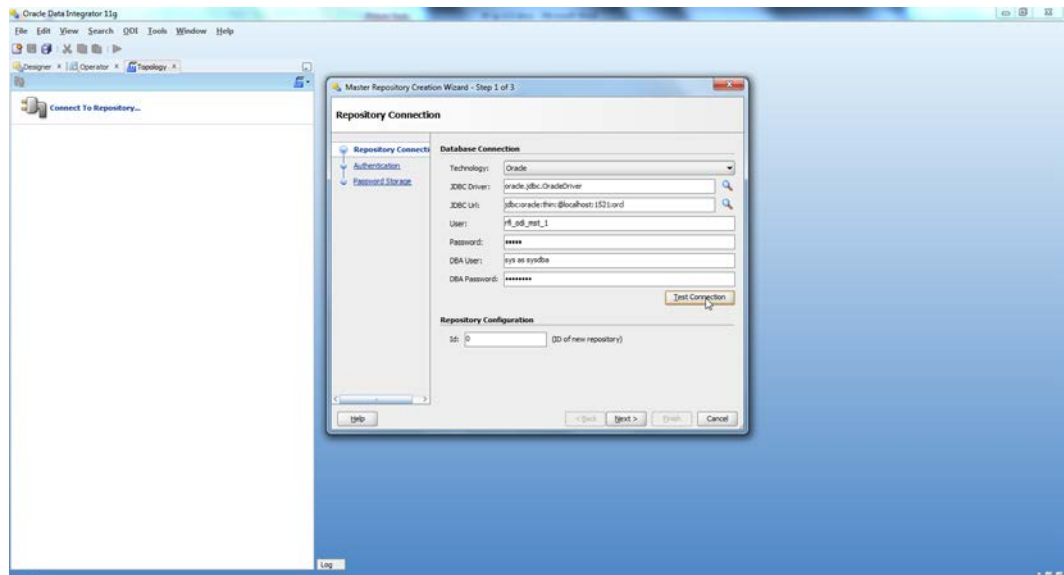 Oracle Data Integrator 11g
File Edit View Search ODI Tools Window Help
Designer x Operator x Topology x
Connect To Repository...
Master Repository Creation Wizard - Step 1 of 3
Repository Connection
Repository Connecti
Authentication
Password Storage
Database Connection
Technology: Oracle
JDBC Driver: oracle.jdbc.OracleDriver
JDBC Url: jdbc:oracle:thin:@localhost:1521:orcl
User: rfi_odi_mst_1
Password: •••••
DBA User: sys as sysdba
DBA Password: ••••••••
Test Connection
Repository Configuration
Id: 0 (ID of new repository)
Help < Back Next > Finish Cancel
Log